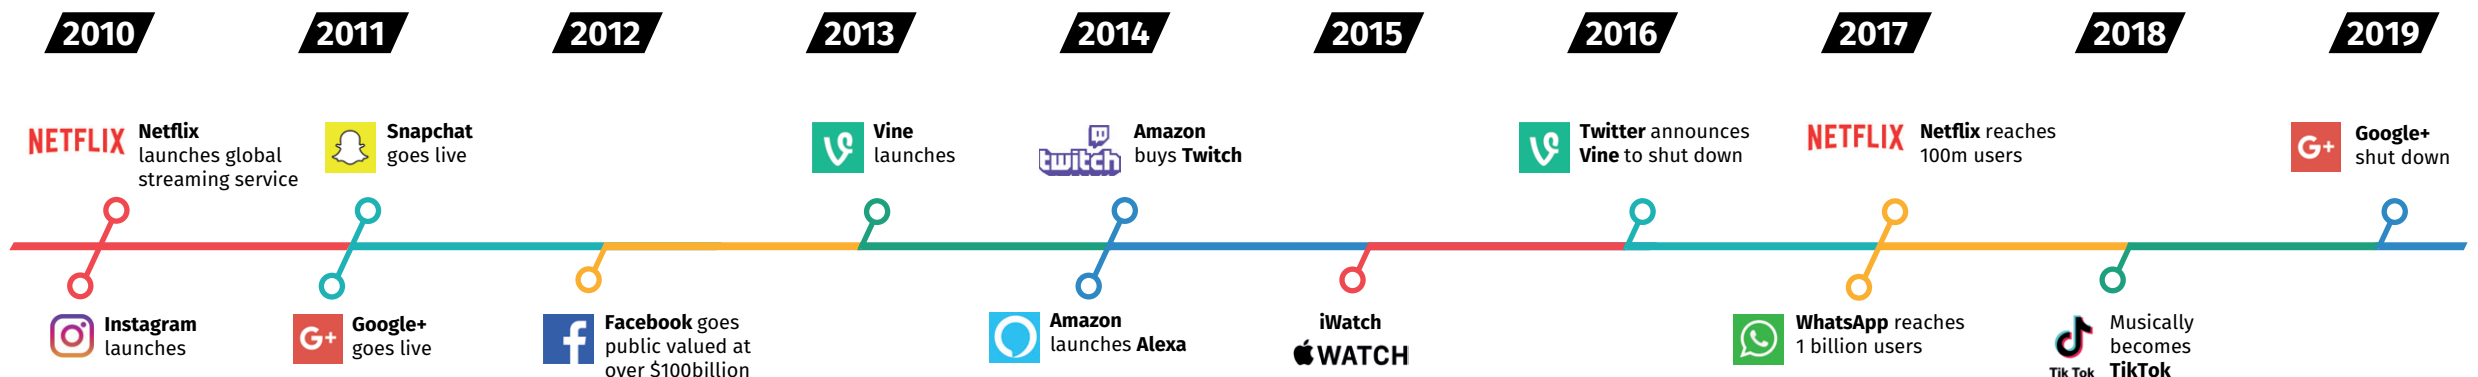 2010
2011
2012
2013
2014
2015
2016
2017
2018
2019
NETFLIX
Netflix
launches global
streaming service
Snapchat
goes live
Vine
launches
twitch
Amazon
buys Twitch
Twitter announces
Vine to shut down
NETFLIX
Netflix reaches
100m users
G+
Google+
shut down
Instagram
launches
G+
Google+
goes live
f
Facebook goes
public valued at
over $100billion
Amazon
launches Alexa
iWatch
WATCH
WhatsApp reaches
1 billion users
Tik Tok
Musically
becomes
TikTok